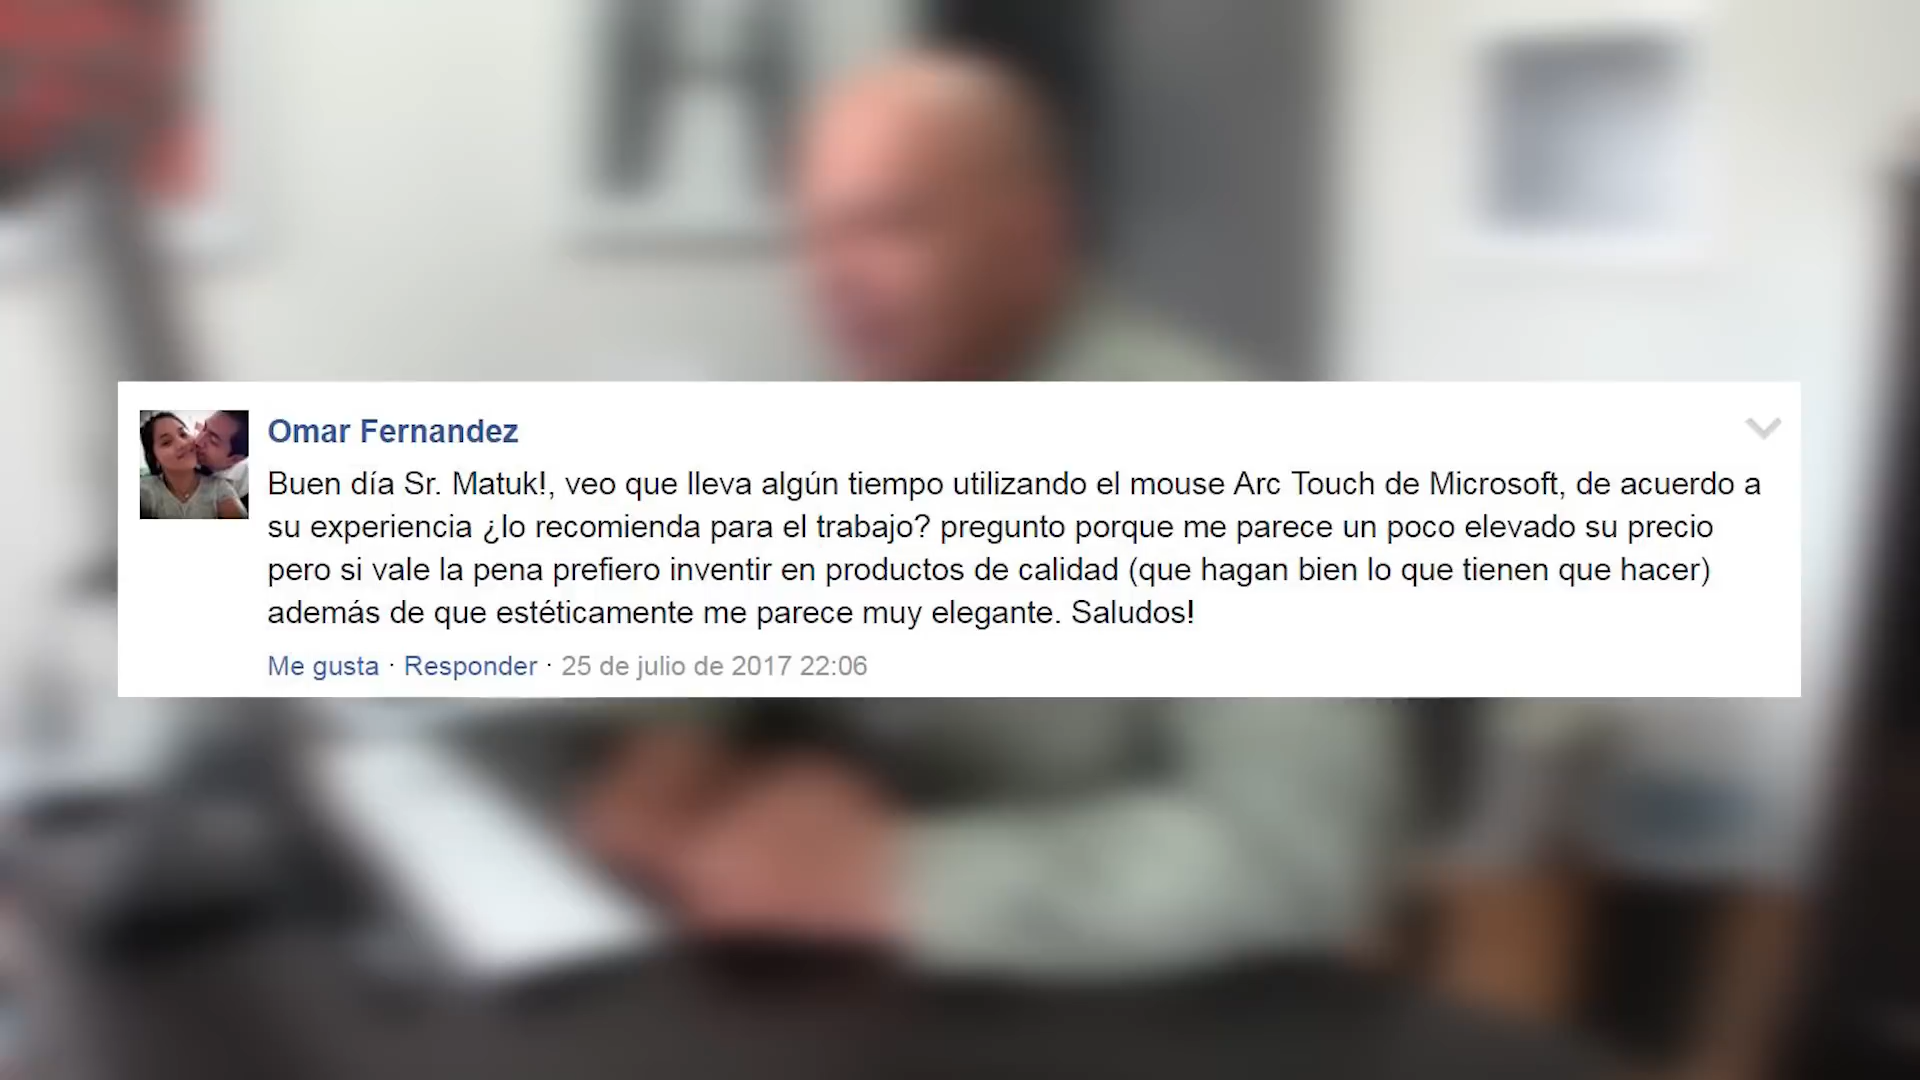 Omar Fernandez
Buen día Sr. Matuk!, veo que lleva algún tiempo utilizando el mouse Arc Touch de Microsoft, de acuerdo a
su experiencia ¿lo recomienda para el trabajo? pregunto porque me parece un poco elevado su precio
pero si vale la pena prefiero inventir en productos de calidad (que hagan bien lo que tienen que hacer)
además de que estéticamente me parece muy elegante. Saludos!
Me gusta · Responder · 25 de julio de 2017 22:06